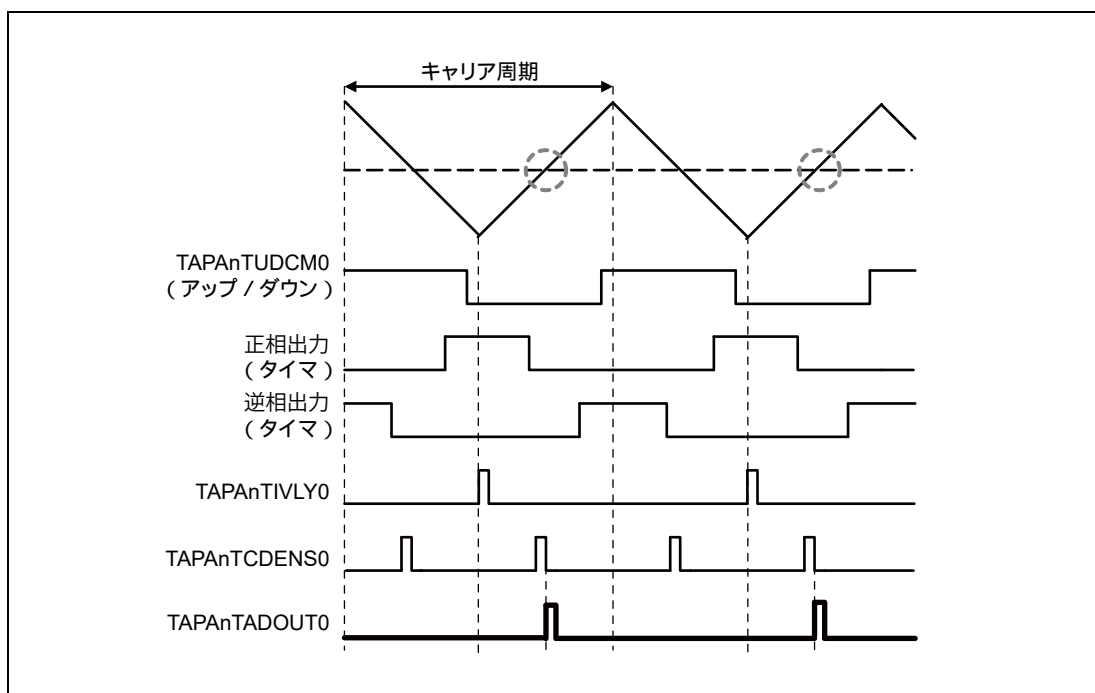 キャリア周期
TAPAnTUDCM0
(アップ / ダウン)
正相出力
(タイマ)
逆相出力
(タイマ)
TAPAnTIVLY0
TAPAnTCDENS0
TAPAnTADOUT0